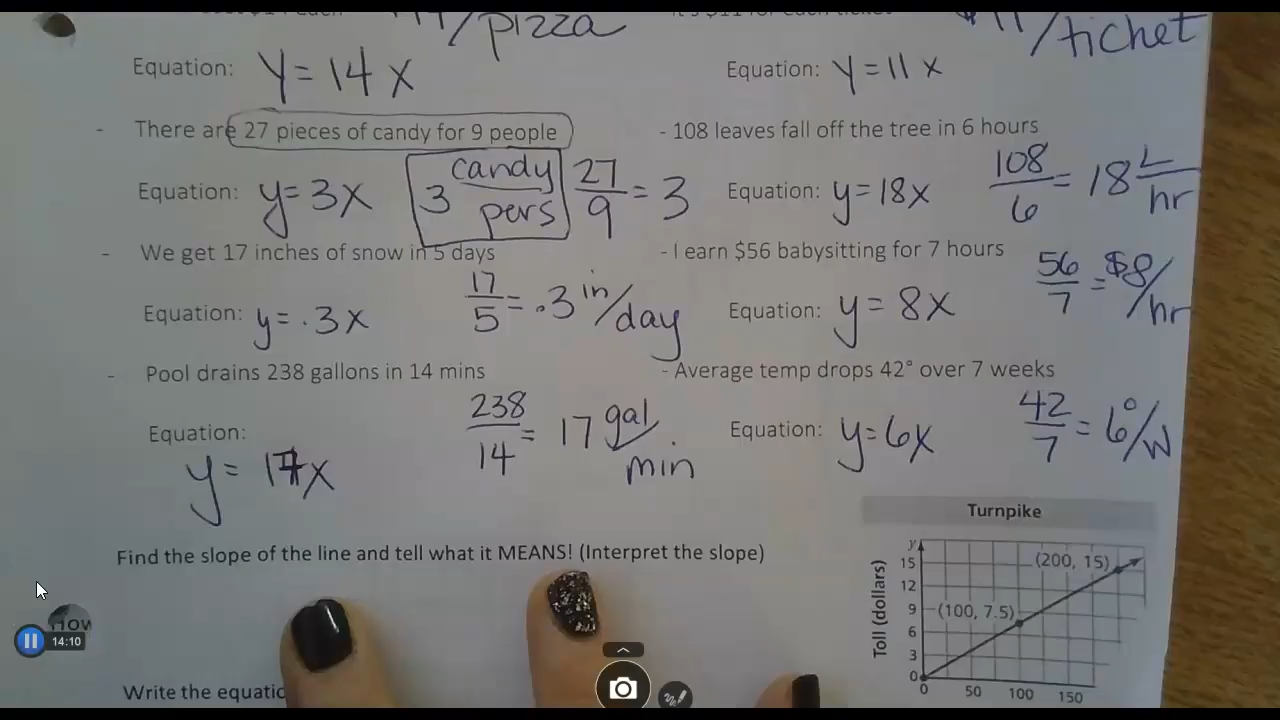 /pizza
/ticket
Equation: y = 14 x
Equation: y = 11 x
- There are 27 pieces of candy for 9 people
- 108 leaves fall off the tree in 6 hours
Equation: y = 3x
3 candy
pers
27
9
= 3
Equation: y = 18x
108
6
= 18 L
hr
- We get 17 inches of snow in 5 days
- I earn $56 babysitting for 7 hours
Equation: y = .3x
17
5
= .3 in/day
Equation: y = 8x
56
7
= $8/hr
- Pool drains 238 gallons in 14 mins
- Average temp drops 42° over 7 weeks
Equation:
y = 17x
238
14
= 17 gal/min
Equation: y = 6x
42
7
= 6°/W
Find the slope of the line and tell what it MEANS! (Interpret the slope)
Turnpike
Toll (dollars)
y
15
12
9
6
3
0
(200, 15)
(100, 7.5)
0 50 100 150
14:10
Write the